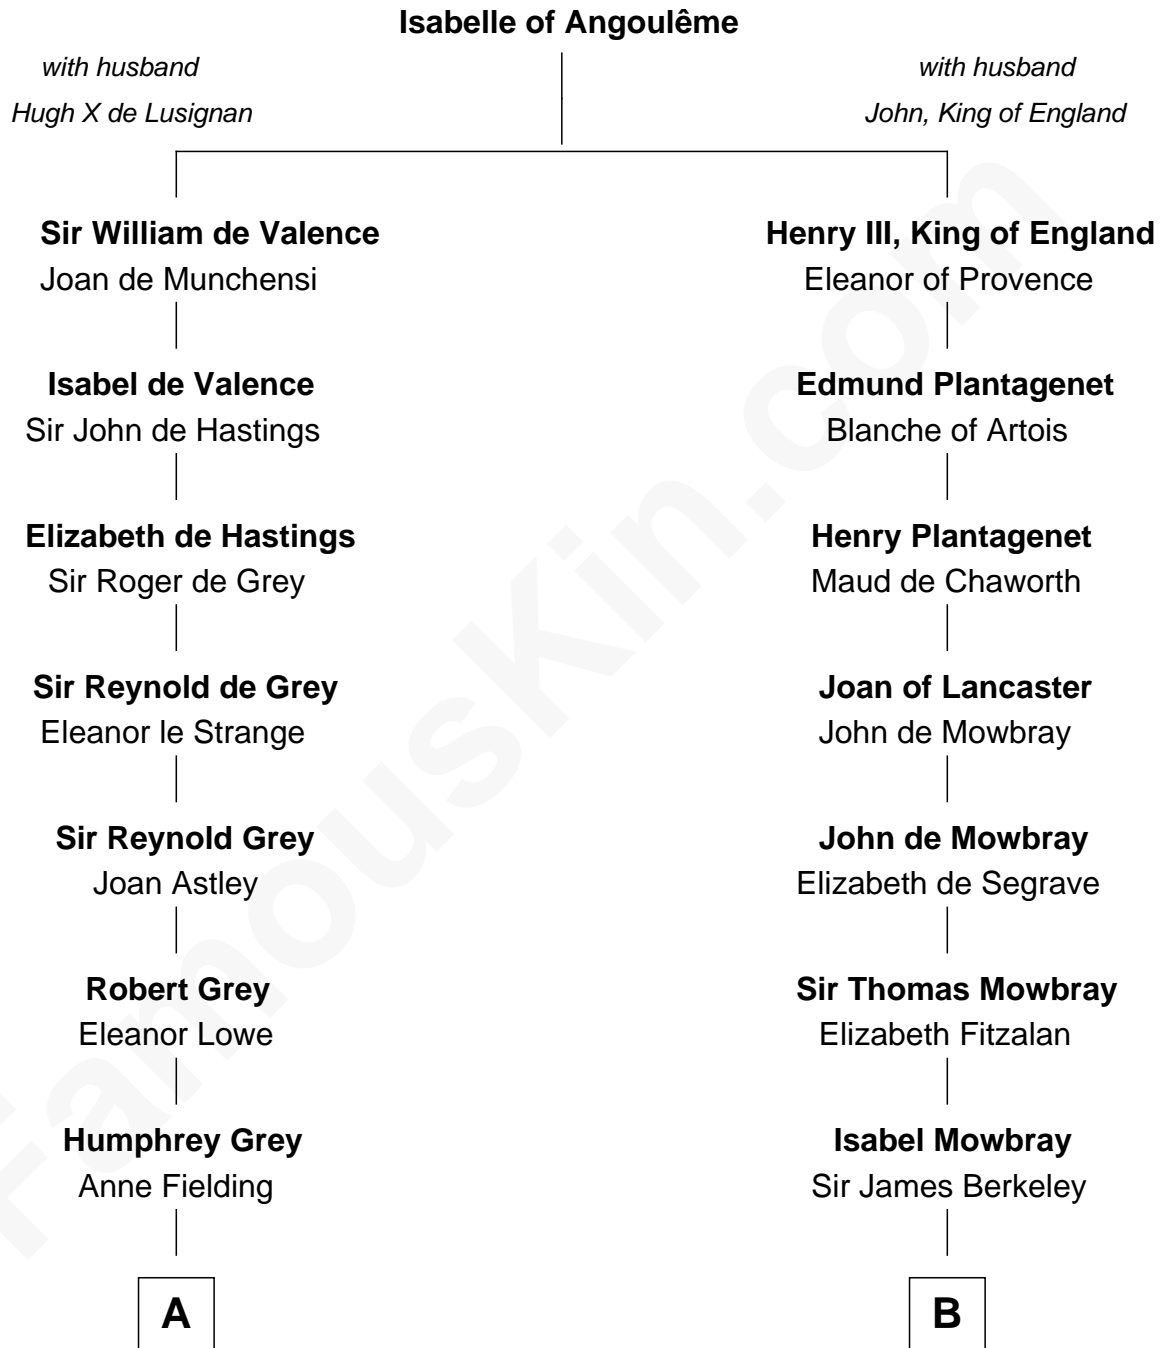 Isabelle of Angoulême
with husband
Hugh X de Lusignan
with husband
John, King of England
Sir William de Valence
Joan de Munchensi
Henry III, King of England
Eleanor of Provence
Isabel de Valence
Sir John de Hastings
Edmund Plantagenet
Blanche of Artois
Elizabeth de Hastings
Sir Roger de Grey
Henry Plantagenet
Maud de Chaworth
Sir Reynold de Grey
Eleanor le Strange
Joan of Lancaster
John de Mowbray
Sir Reynold Grey
Joan Astley
John de Mowbray
Elizabeth de Segrave
Robert Grey
Eleanor Lowe
Sir Thomas Mowbray
Elizabeth Fitzalan
Humphrey Grey
Anne Fielding
Isabel Mowbray
Sir James Berkeley
A
B
FamousKin.com